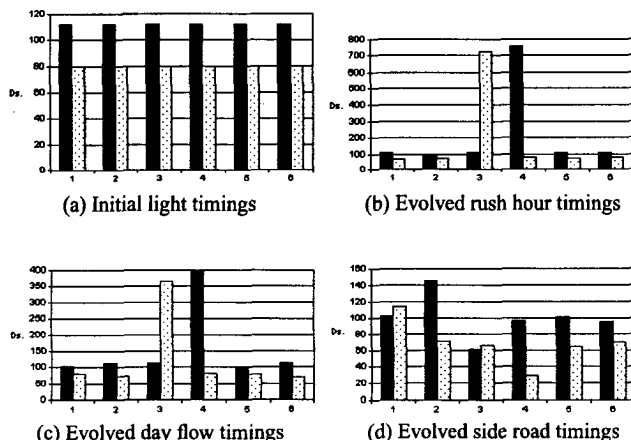 120
100
80
Ds.
60
40
20
0
1 2 3 4 5 6
(a) Initial light timings
800
700
600
500
Ds.
400
300
200
100
0
1 2 3 4 5 6
(b) Evolved rush hour timings
400
350
300
250
Ds.
200
150
100
50
0
1 2 3 4 5 6
(c) Evolved day flow timings
160
140
120
100
Ds.
80
60
40
20
0
1 2 3 4 5 6
(d) Evolved side road timings